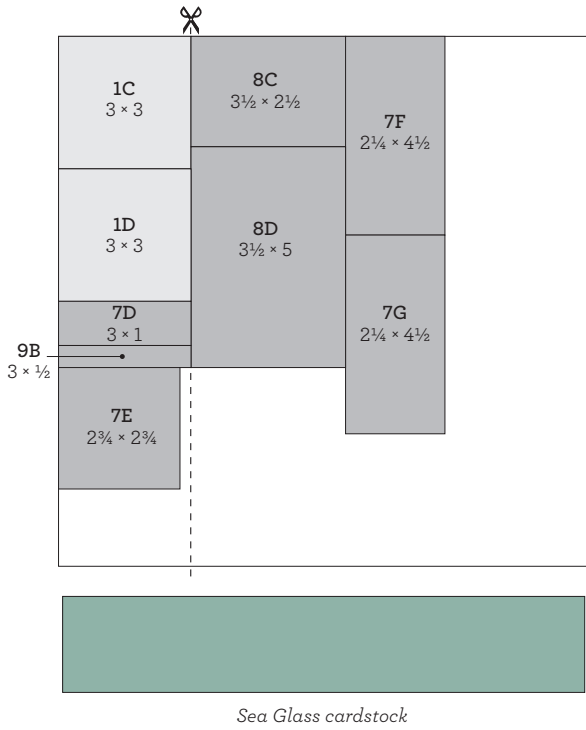 1C
3 × 3
8C
3½ × 2½
7F
2¼ × 4½
1D
3 × 3
8D
3½ × 5
7D
3 × 1
7G
2¼ × 4½
9B
3 × ½
7E
2¾ × 2¾
Sea Glass cardstock